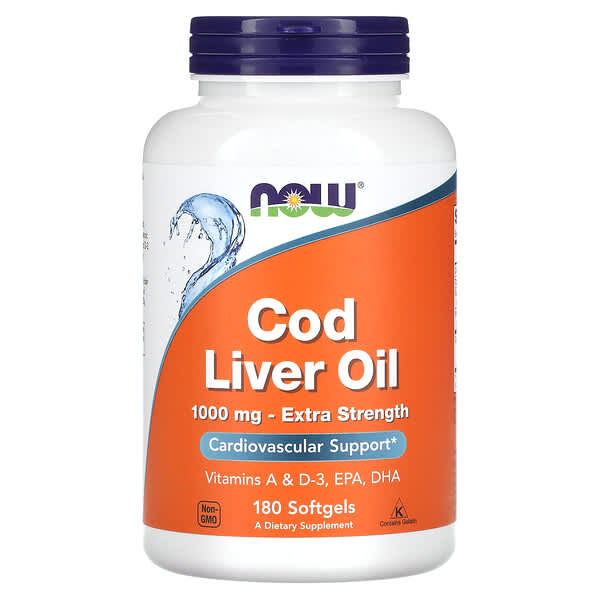 NOW®
Cod
Liver Oil
1000 mg - Extra Strength
Cardiovascular Support*
Vitamins A & D-3, EPA, DHA
180 Softgels
A Dietary Supplement
Non-
GMO
K
Contains Gelatin